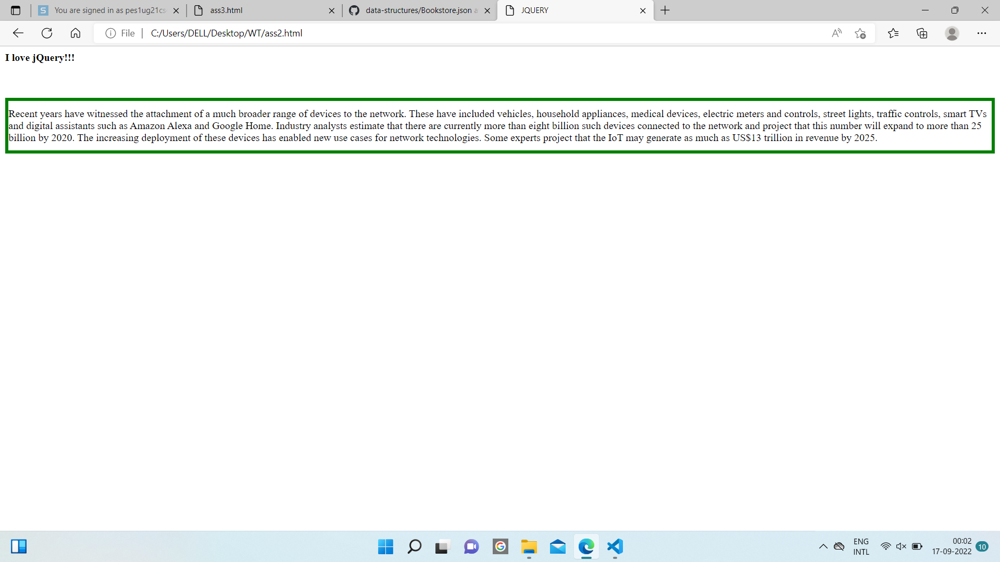 You are signed in as pes1ug21cs
ass3.html
data-structures/Bookstore.json a
JQUERY
File
C:/Users/DELL/Desktop/WT/ass2.html
I love jQuery!!!
Recent years have witnessed the attachment of a much broader range of devices to the network. These have included vehicles, household appliances, medical devices, electric meters and controls, street lights, traffic controls, smart TVs
and digital assistants such as Amazon Alexa and Google Home. Industry analysts estimate that there are currently more than eight billion such devices connected to the network and project that this number will expand to more than 25
billion by 2020. The increasing deployment of these devices has enabled new use cases for network technologies. Some experts project that the IoT may generate as much as US$13 trillion in revenue by 2025.
ENG
INTL
00:02
17-09-2022
10